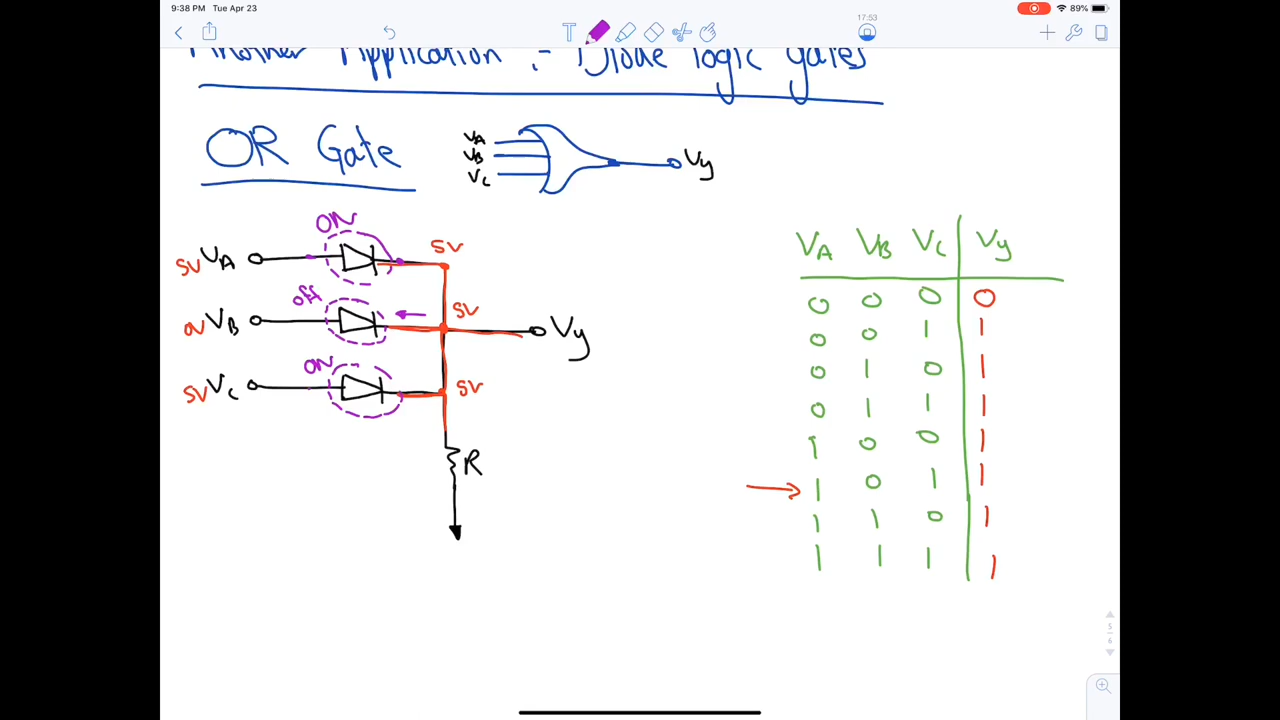 9:38 PM Tue Apr 23
89%
17:53
Another Application :- Diode logic gates
OR Gate
VA
VB
VC
Vy
ON
5V
5V VA
OFF
5V
0V VB
Vy
ON
5V
5V VC
R
VA VB VC Vy
0 0 0 0
0 0 1 1
0 1 0 1
0 1 1 1
1 0 0 1
1 0 1 1
1 1 0 1
1 1 1 1
5
6